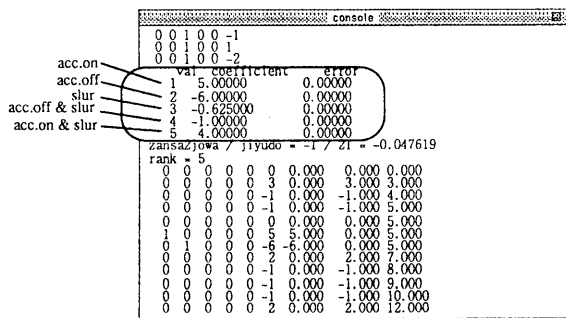 console
0 0 1 0 0 -1
0 0 1 0 0 1
0 0 1 0 0 -2
val coefficient error
acc.on 1 5.00000 0.00000
acc.off 2 -6.00000 0.00000
slur 3 -0.625000 0.00000
acc.off & slur 4 -1.00000 0.00000
acc.on & slur 5 4.00000 0.00000
zansa2jowa / jiyudo = -1 / 21 = -0.047619
rank = 5
0 0 0 0 0 0 0.000 0.000 0.000
0 0 0 0 0 3 0.000 3.000 3.000
0 0 0 0 0 -1 0.000 -1.000 4.000
0 0 0 0 0 -1 0.000 -1.000 5.000
0 0 0 0 0 0 0.000 0.000 5.000
1 0 0 0 0 5 5.000 0.000 5.000
0 1 0 0 0 -6 -6.000 0.000 5.000
0 0 0 0 0 2 0.000 2.000 7.000
0 0 0 0 0 -1 0.000 -1.000 8.000
0 0 0 0 0 -1 0.000 -1.000 9.000
0 0 0 0 0 -1 0.000 -1.000 10.000
0 0 0 0 0 2 0.000 2.000 12.000